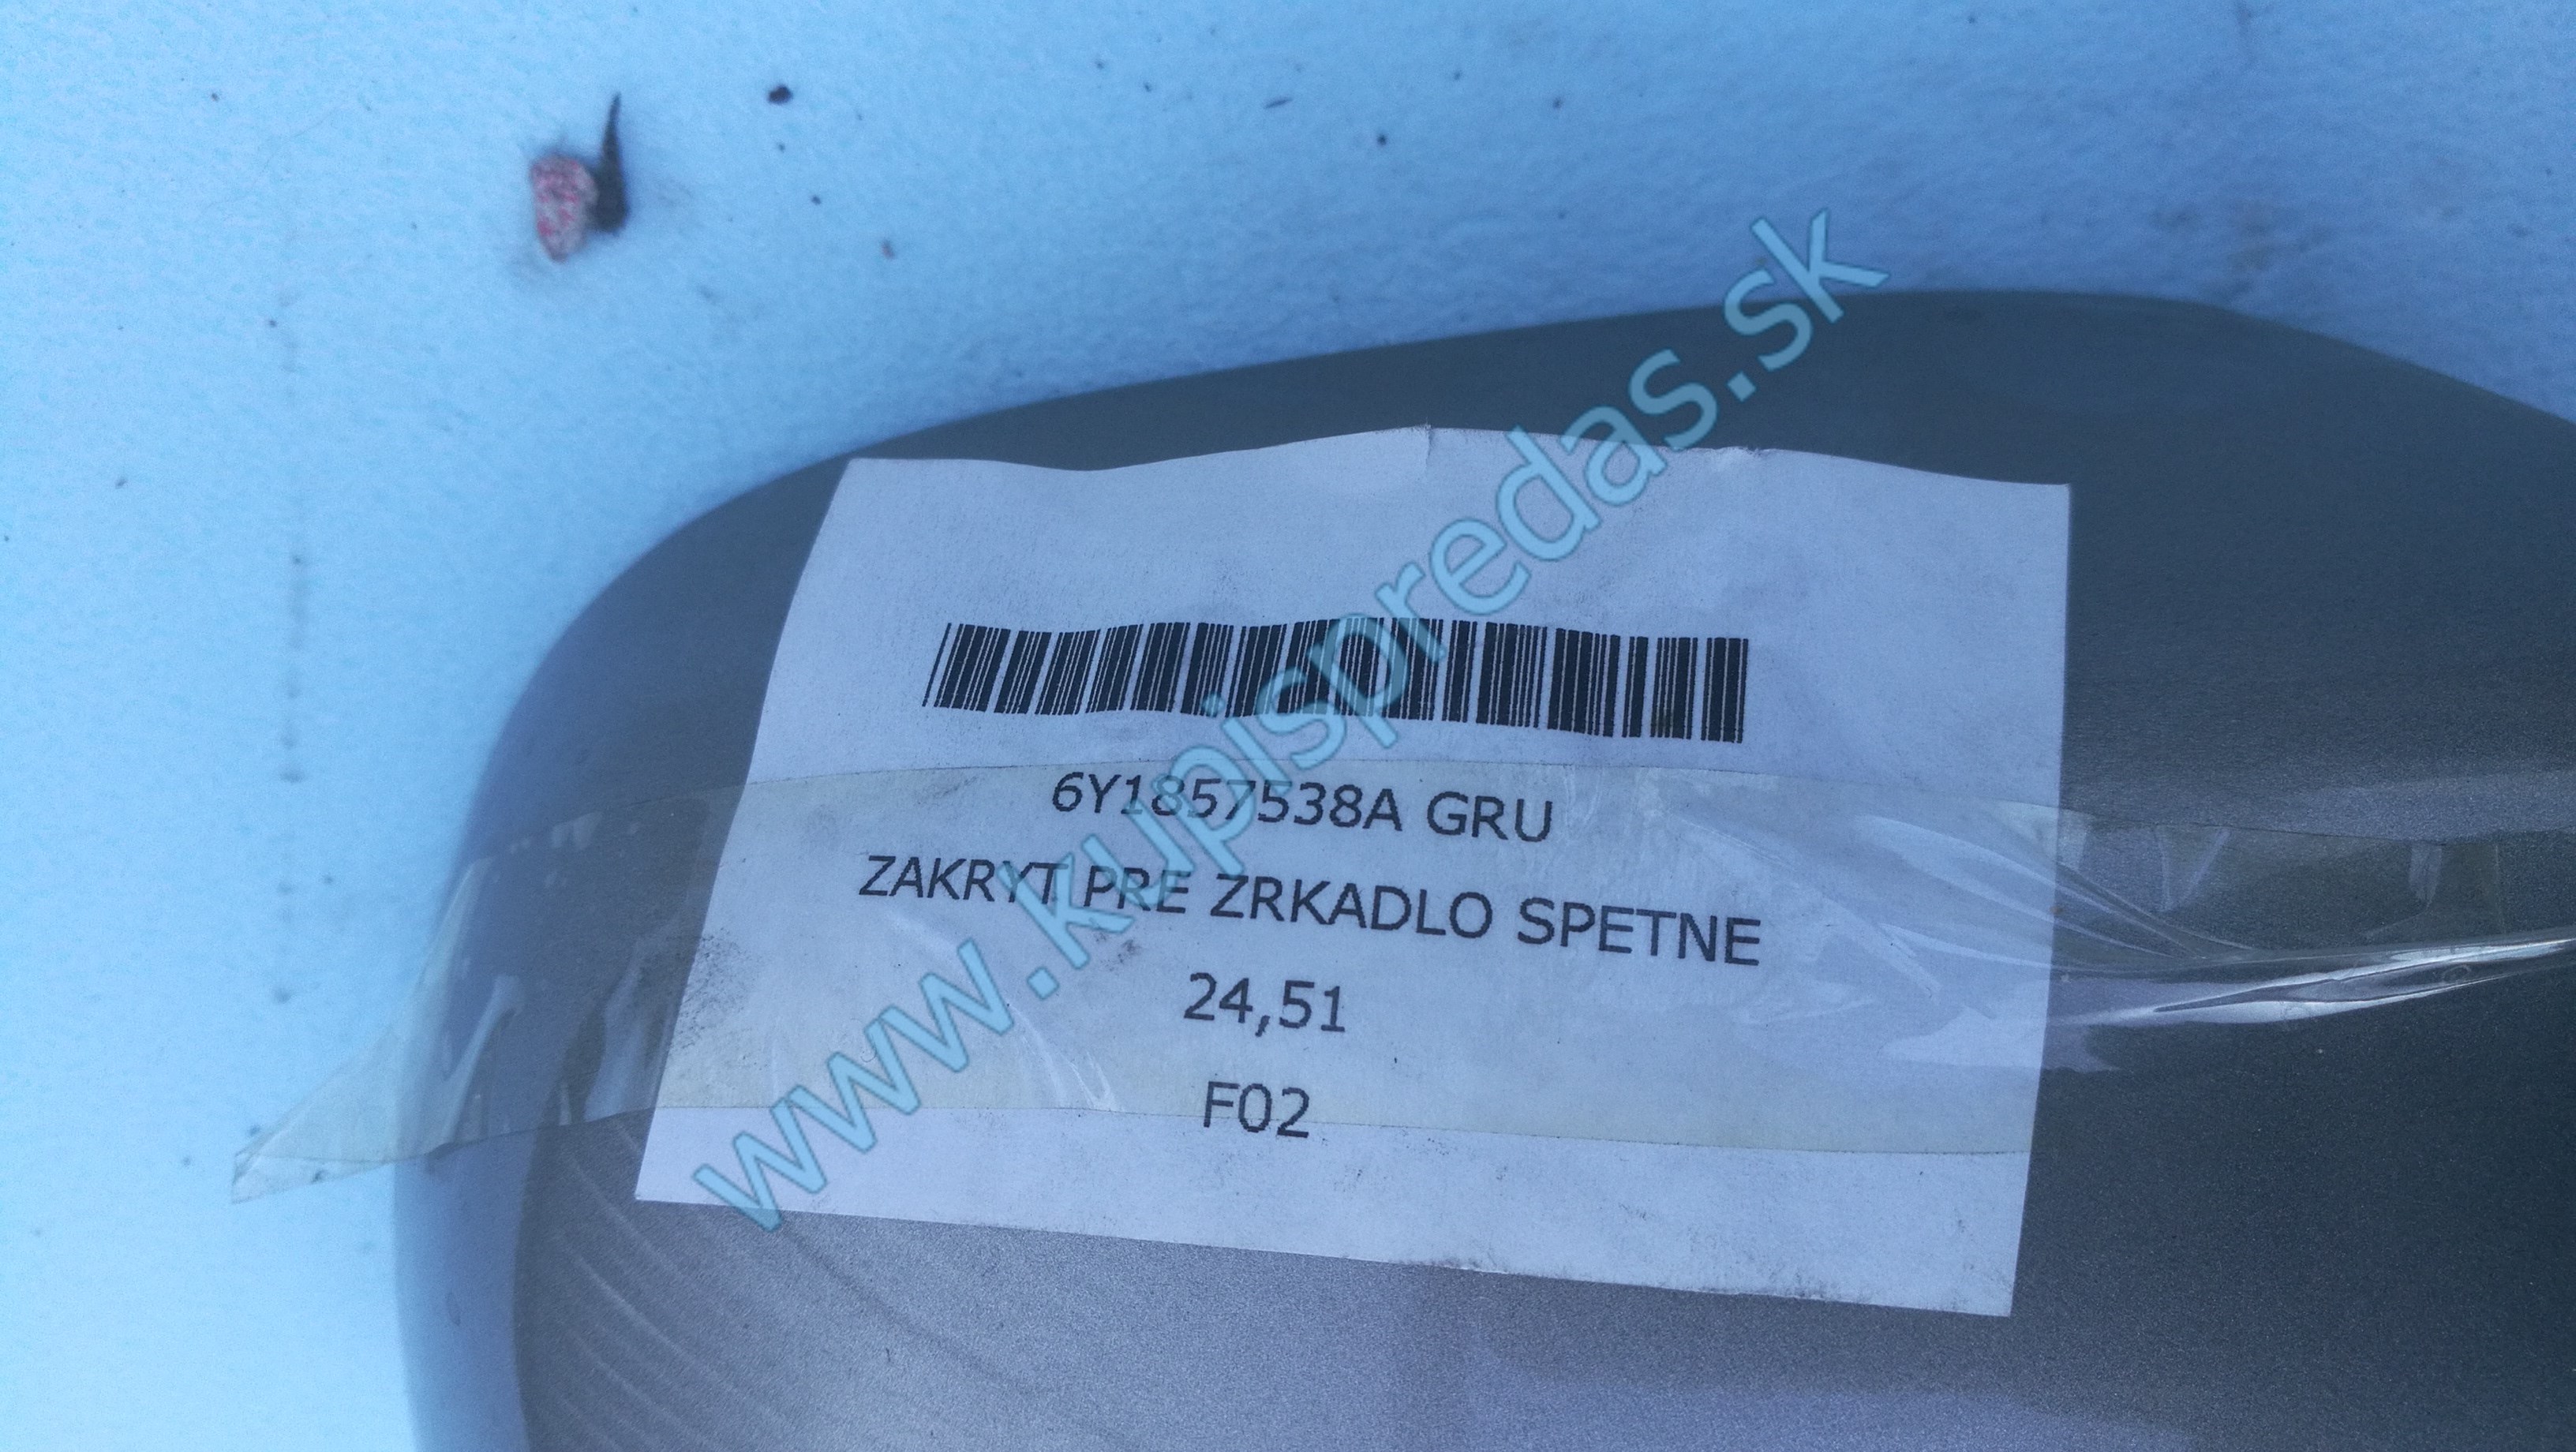 6Y1857538A GRU
ZAKRYT PRE ZRKADLO SPETNE
24,51
F02
www.kupispredas.sk